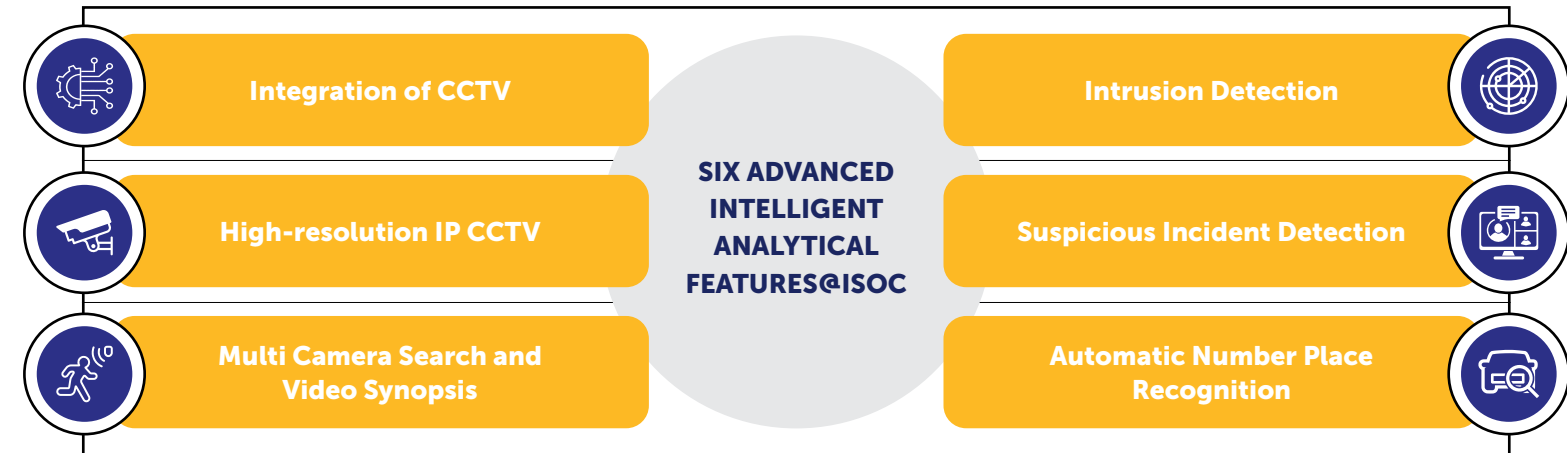 Integration of CCTV
High-resolution IP CCTV
Multi Camera Search and
Video Synopsis
SIX ADVANCED
INTELLIGENT
ANALYTICAL
FEATURES@ISOC
Intrusion Detection
Suspicious Incident Detection
Automatic Number Place
Recognition